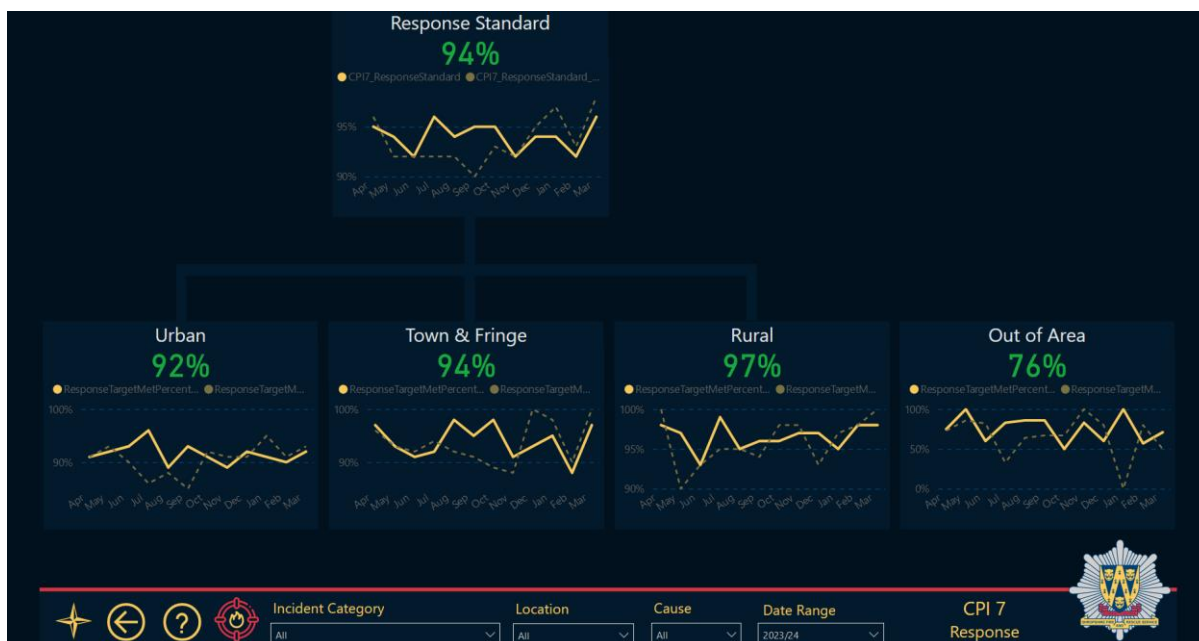 Response Standard
94%
CPI7_ResponseStandard CPI7_ResponseStandard_...
95%
90%
Apr May Jun Jul Aug Sep Oct Nov Dec Jan Feb Mar
Urban
92%
ResponseTargetMetPercent... ResponseTargetM...
100%
90%
Apr May Jun Jul Aug Sep Oct Nov Dec Jan Feb Mar
Town & Fringe
94%
ResponseTargetMetPercent... ResponseTargetM...
100%
90%
Apr May Jun Jul Aug Sep Oct Nov Dec Jan Feb Mar
Rural
97%
ResponseTargetMetPercent... ResponseTargetM...
100%
95%
90%
Apr May Jun Jul Aug Sep Oct Nov Dec Jan Feb Mar
Out of Area
76%
ResponseTargetMetPercent... ResponseTargetM...
100%
50%
0%
Apr May Jun Jul Aug Sep Oct Nov Dec Jan Feb Mar
?
Incident Category
All
Location
All
Cause
All
Date Range
2023/24
CPI 7
Response
SHROPSHIRE FIRE AND RESCUE SERVICE